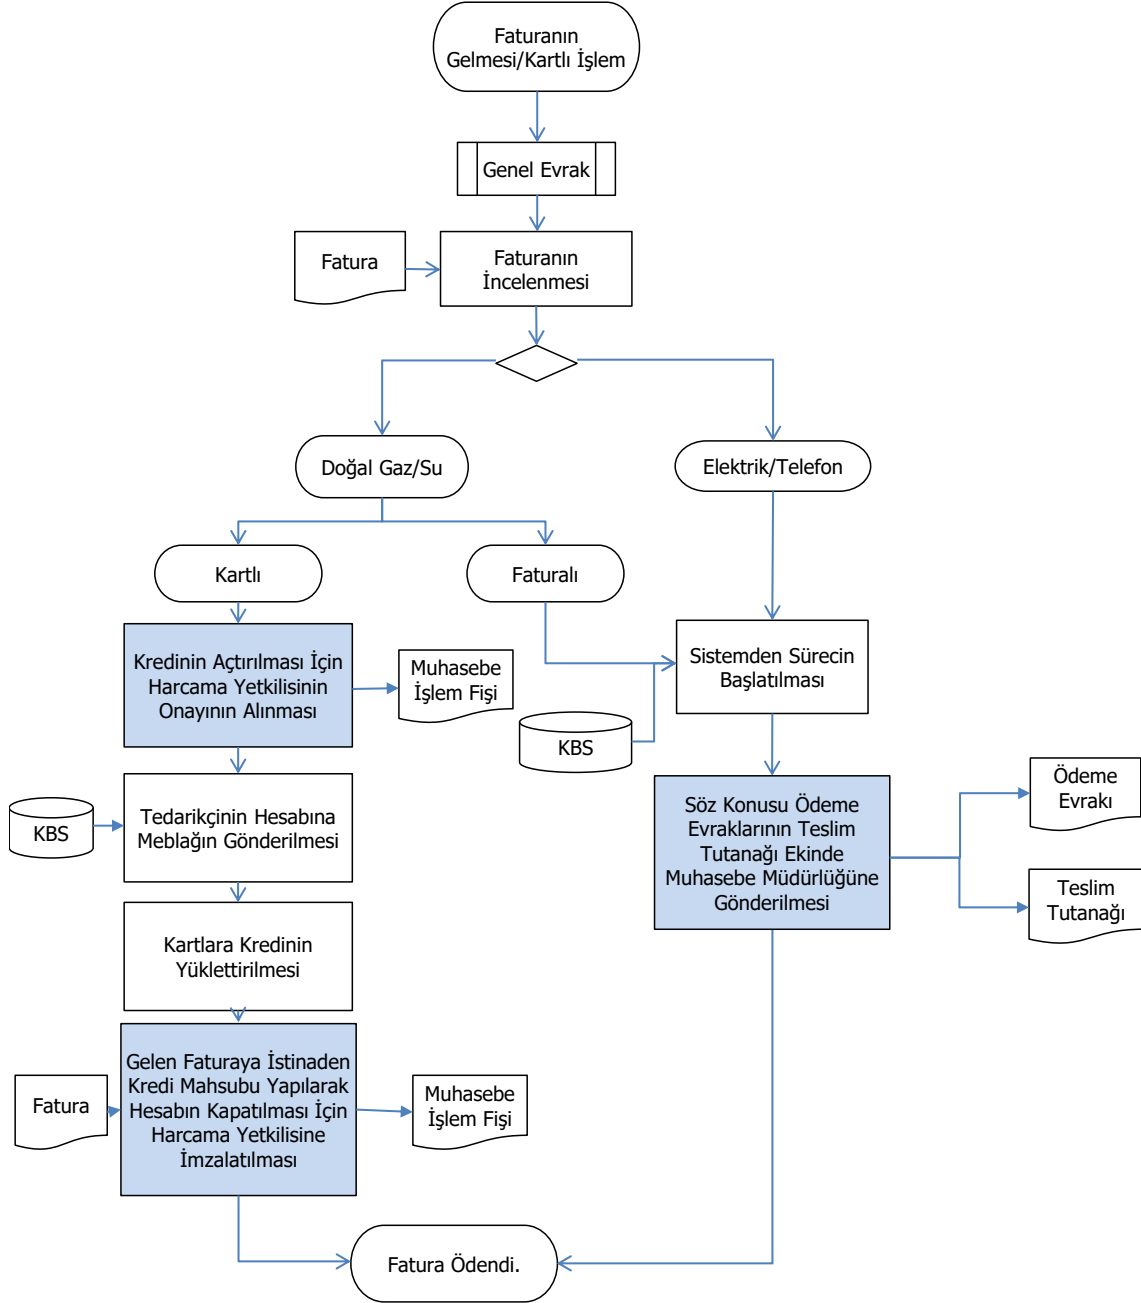 Faturanın
Gelmesi/Kartlı İşlem
Genel Evrak
Fatura
Faturanın
İncelenmesi
Doğal Gaz/Su
Elektrik/Telefon
Kartlı
Faturalı
Kredinin Açtırılması İçin
Harcama Yetkilisinin
Onayının Alınması
Muhasebe
İşlem Fişi
Sistemden Sürecin
Başlatılması
KBS
Tedarikçinin Hesabına
Meblağın Gönderilmesi
KBS
Söz Konusu Ödeme
Evraklarının Teslim
Tutanağı Ekinde
Muhasebe Müdürlüğüne
Gönderilmesi
Ödeme
Evrakı
Teslim
Tutanağı
Kartlara Kredinin
Yüklettirilmesi
Gelen Faturaya İstinaden
Kredi Mahsubu Yapılarak
Hesabın Kapatılması İçin
Harcama Yetkilisine
İmzalatılması
Fatura
Muhasebe
İşlem Fişi
Fatura Ödendi.